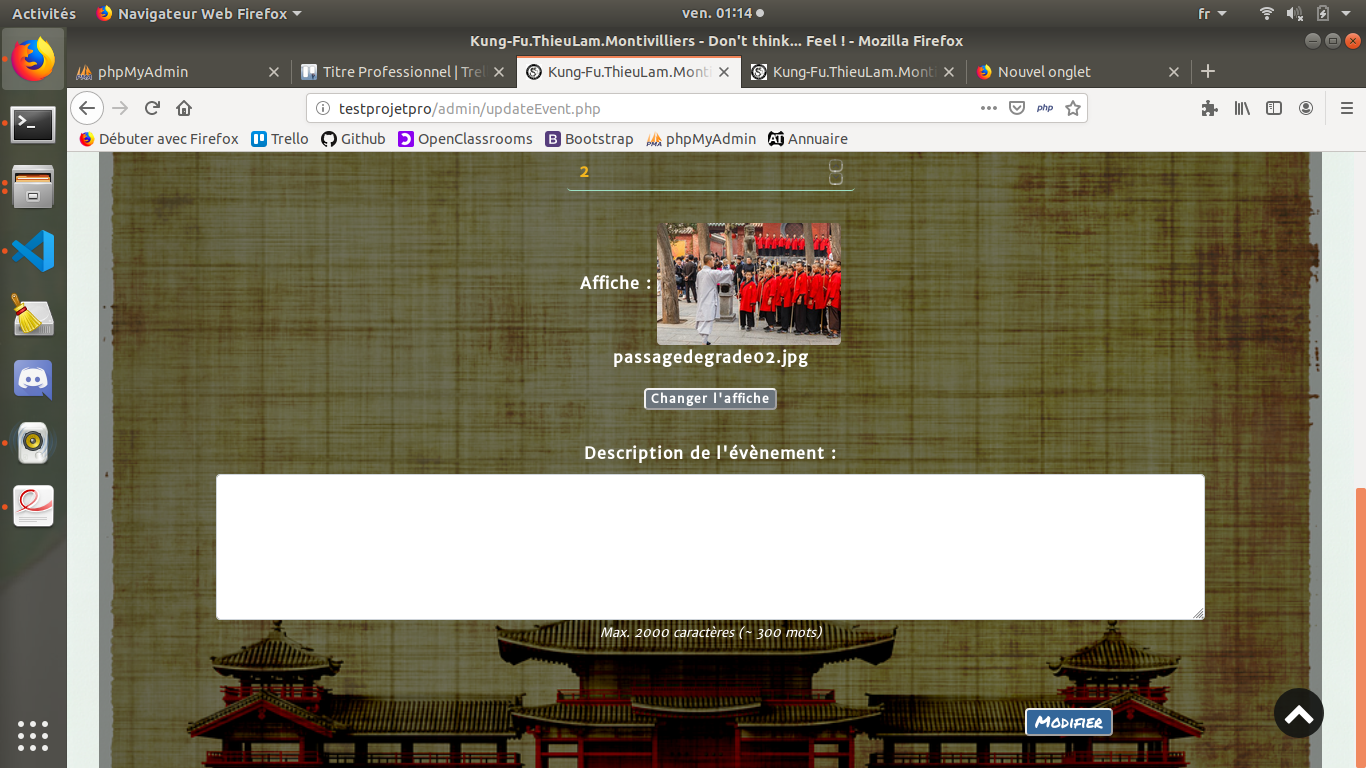 Activités Navigateur Web Firefox ven. 01:14 fr
Kung-Fu.ThieuLam.Montivilliers - Don't think... Feel ! - Mozilla Firefox
phpMyAdmin Titre Professionnel | Trel Kung-Fu.ThieuLam.Monti Kung-Fu.ThieuLam.Monti Nouvel onglet
testprojetpro/admin/updateEvent.php php
Débuter avec Firefox Trello Github OpenClassrooms Bootstrap phpMyAdmin Annuaire
2
Affiche :
passagedegrade02.jpg
Changer l'affiche
Description de l'évènement :
Max. 2000 caractères (~ 300 mots)
Modifier